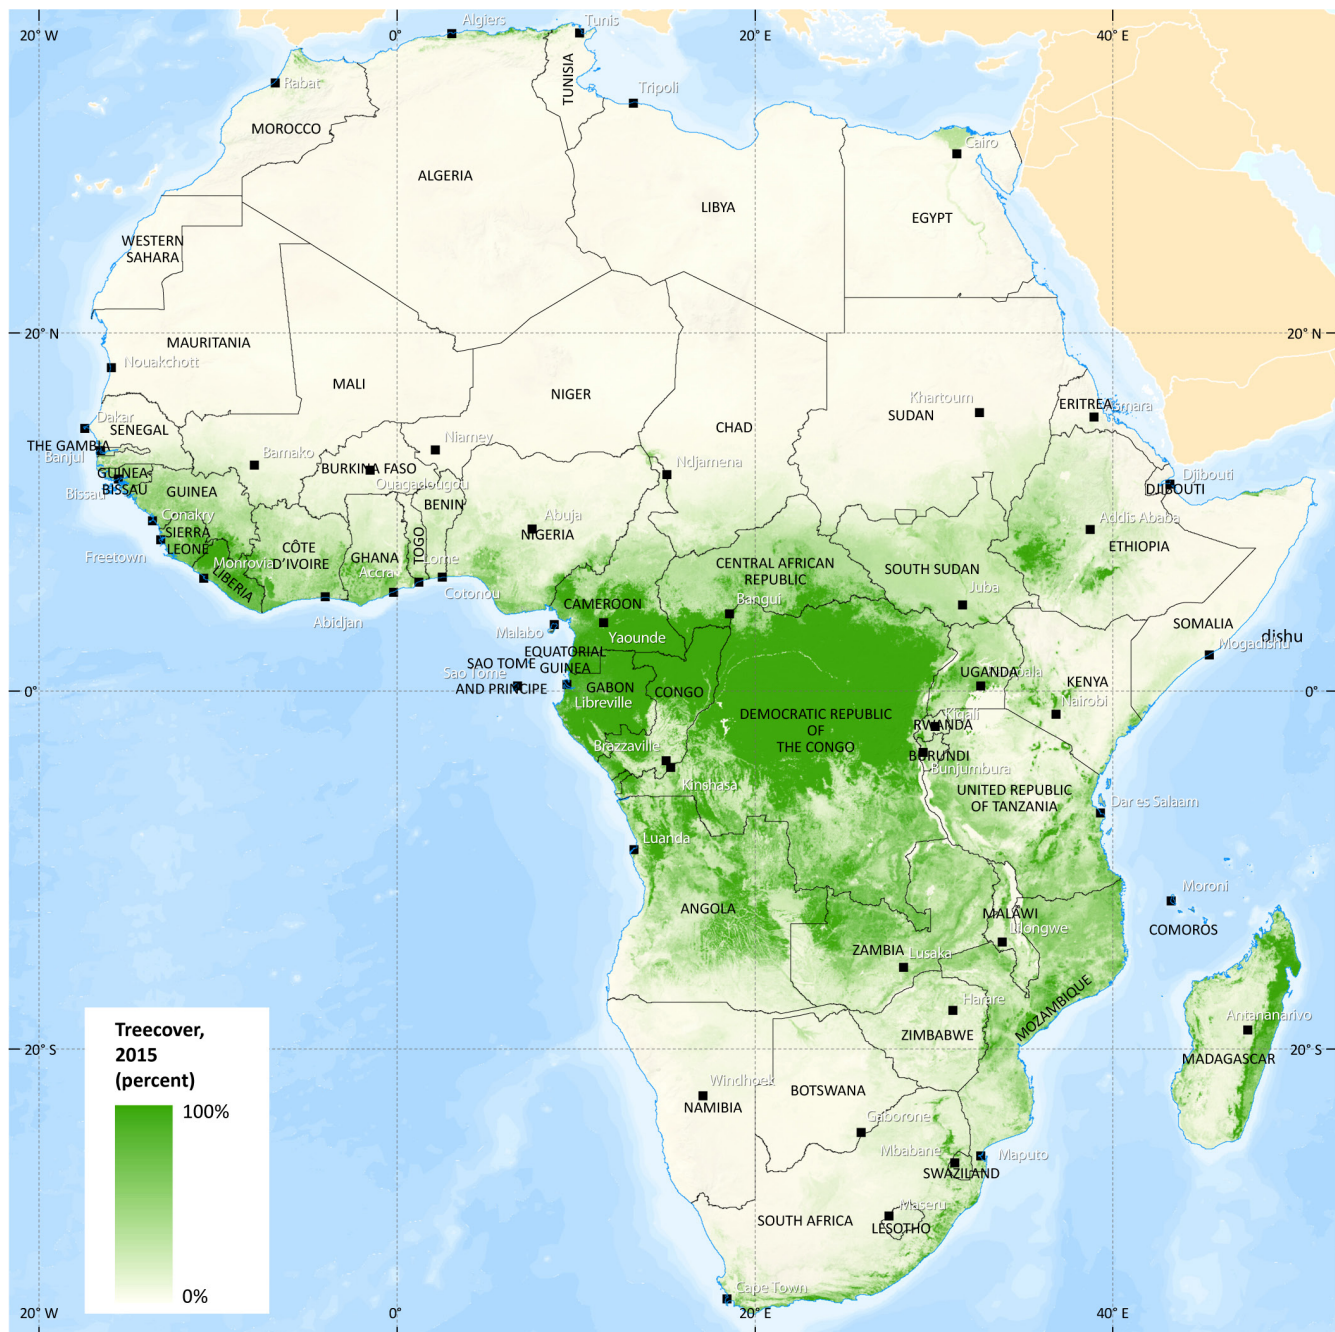 20° W
0°
20° E
40° E
Algiers
Tunis
Rabat
TUNISIA
Tripoli
MOROCCO
Cairo
ALGERIA
LIBYA
EGYPT
WESTERN
SAHARA
20° N
20° N
MAURITANIA
Nouakchott
MALI
NIGER
Khartoum
SUDAN
ERITREA
Asmara
CHAD
Dakar
SENEGAL
THE GAMBIA
Banjul
Bamako
Niamey
BURKINA FASO
Ouagadougou
Ndjamena
Djibouti
DJIBOUTI
GUINEA-
BISSAU
Bissau
GUINEA
BENIN
Conakry
Abuja
NIGERIA
Addis Ababa
ETHIOPIA
SIERRA
LEONE
Freetown
CÔTE
D'IVOIRE
GHANA
TOGO
Lome
Accra
Monrovia
LIBERIA
Cotonou
Abidjan
CENTRAL AFRICAN
REPUBLIC
SOUTH SUDAN
Juba
Bangui
CAMEROON
Yaounde
Malabo
SOMALIA
dishu
Mogadishu
EQUATORIAL
GUINEA
SAO TOME
AND PRINCIPE
Sao Tome
0°
0°
GABON
Libreville
CONGO
UGANDA
Kampala
KENYA
Nairobi
DEMOCRATIC REPUBLIC
OF
THE CONGO
Kigali
RWANDA
BURUNDI
Bunjumbura
Brazzaville
Kinshasa
UNITED REPUBLIC
OF TANZANIA
Dar es Salaam
Luanda
ANGOLA
MALAWI
Lilongwe
Moroni
COMOROS
ZAMBIA
Lusaka
Harare
ZIMBABWE
MOZAMBIQUE
Antananarivo
MADAGASCAR
20° S
20° S
Windhoek
NAMIBIA
BOTSWANA
Gaborone
Mbabane
SWAZILAND
Maputo
SOUTH AFRICA
Maseru
LESOTHO
Cape Town
Treecover,
2015
(percent)
100%
0%
20° W
0°
20° E
40° E